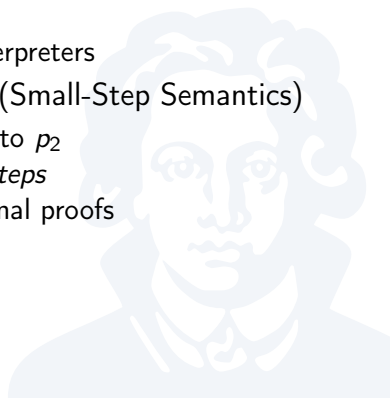 erpreters
(Small-Step Semantics)
to p₂
teps
nal proofs